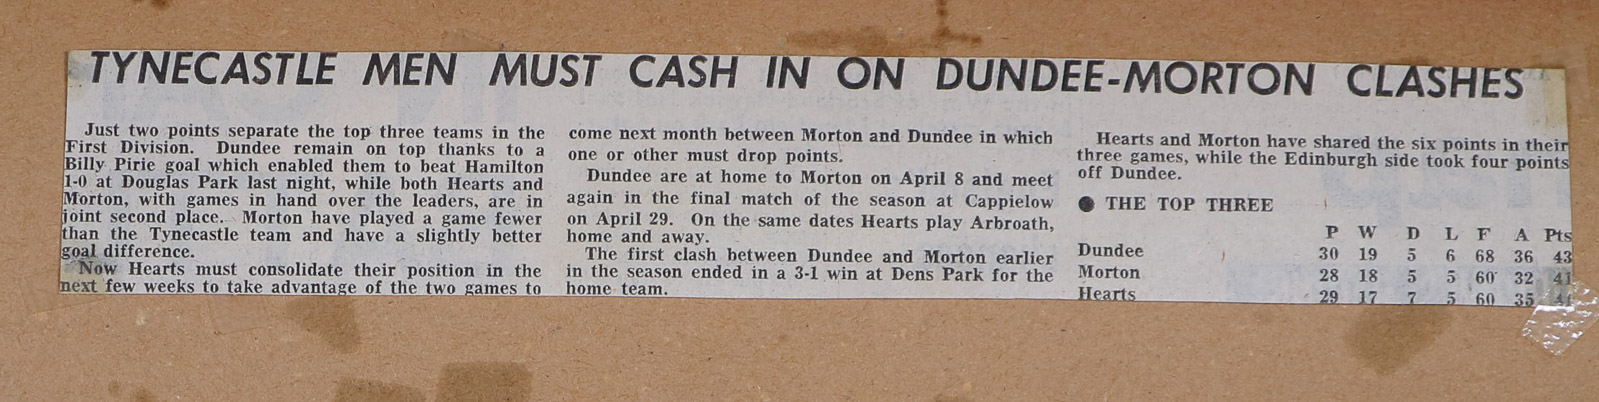 TYNECASTLE MEN MUST CASH IN ON DUNDEE-MORTON CLASHES
Just two points separate the top three teams in the
First Division. Dundee remain on top thanks to a
Billy Pirie goal which enabled them to beat Hamilton
1-0 at Douglas Park last night, while both Hearts and
Morton, with games in hand over the leaders, are in
joint second place. Morton have played a game fewer
than the Tynecastle team and have a slightly better
goal difference.
Now Hearts must consolidate their position in the
next few weeks to take advantage of the two games to
come next month between Morton and Dundee in which
one or other must drop points.
Dundee are at home to Morton on April 8 and meet
again in the final match of the season at Cappielow
on April 29. On the same dates Hearts play Arbroath,
home and away.
The first clash between Dundee and Morton earlier
in the season ended in a 3-1 win at Dens Park for the
home team.
Hearts and Morton have shared the six points in their
three games, while the Edinburgh side took four points
off Dundee.
● THE TOP THREE
P W D L F A Pts
Dundee 30 19 5 6 68 36 43
Morton 28 18 5 5 60 32 41
Hearts 29 17 7 5 60 35 41